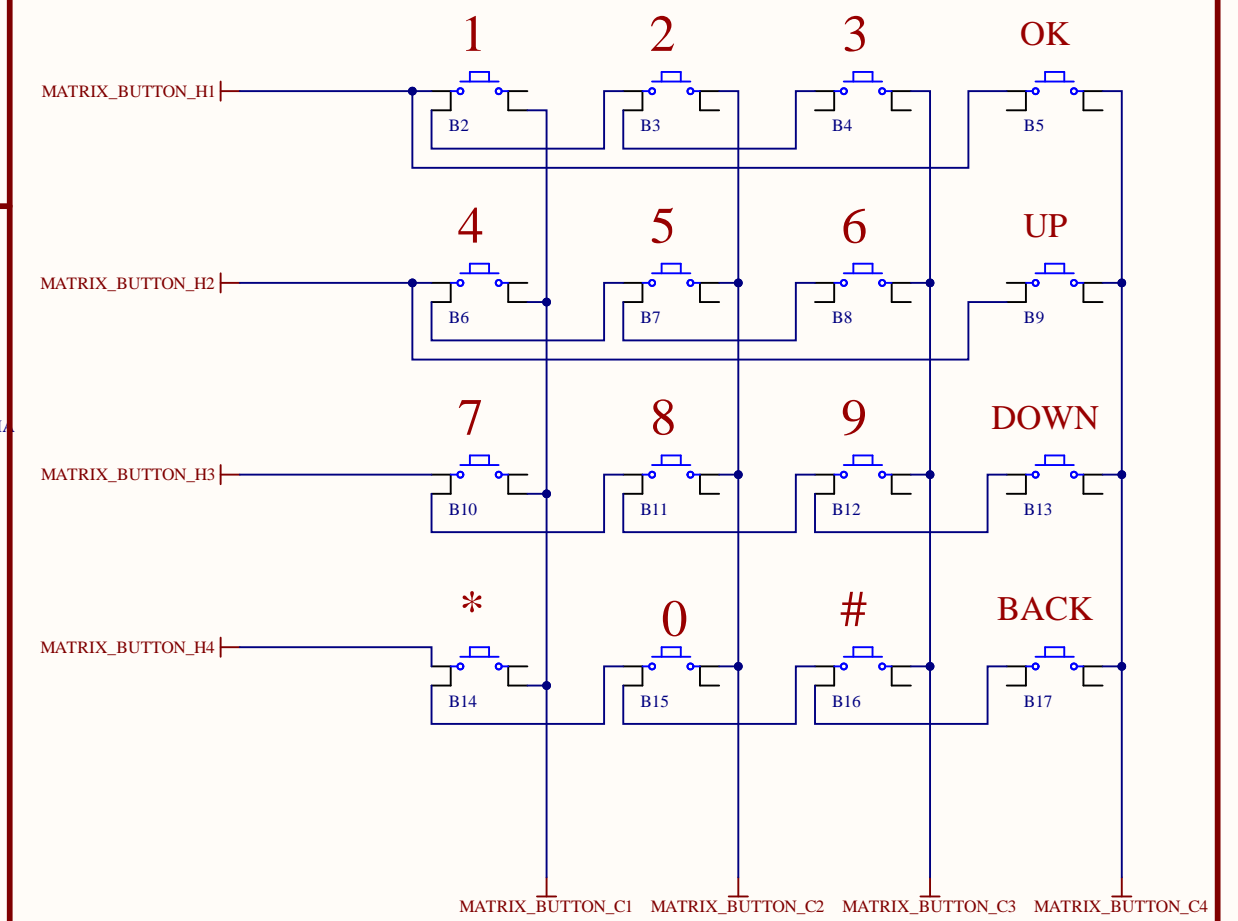 1 2 3 OK
MATRIX_BUTTON_H1
B2 B3 B4 B5
4 5 6 UP
MATRIX_BUTTON_H2
B6 B7 B8 B9
7 8 9 DOWN
MATRIX_BUTTON_H3
B10 B11 B12 B13
* 0 # BACK
MATRIX_BUTTON_H4
B14 B15 B16 B17
MATRIX_BUTTON_C1 MATRIX_BUTTON_C2 MATRIX_BUTTON_C3 MATRIX_BUTTON_C4